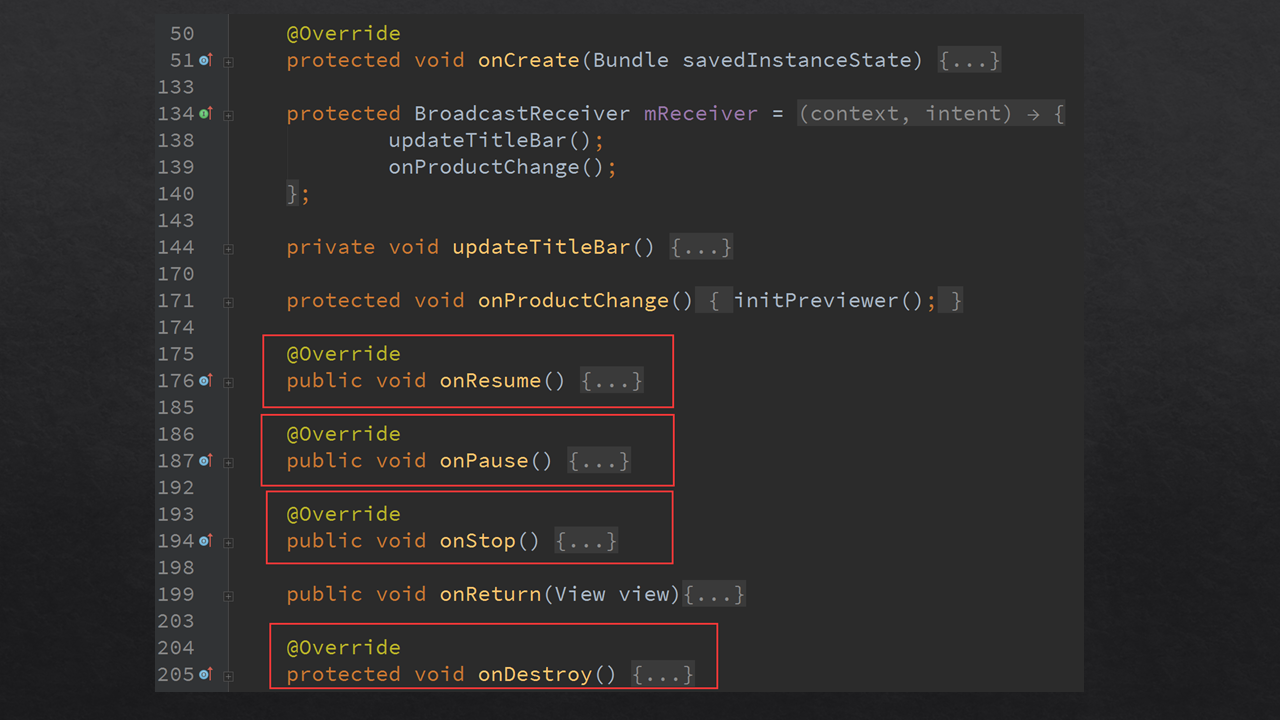 50 @Override
51 protected void onCreate(Bundle savedInstanceState) {...}
133
134 protected BroadcastReceiver mReceiver = (context, intent) → {
138 updateTitleBar();
139 onProductChange();
140 };
143
144 private void updateTitleBar() {...}
170
171 protected void onProductChange() { initPreviewer(); }
174
175 @Override
176 public void onResume() {...}
185
186 @Override
187 public void onPause() {...}
192
193 @Override
194 public void onStop() {...}
198
199 public void onReturn(View view){...}
203
204 @Override
205 protected void onDestroy() {...}